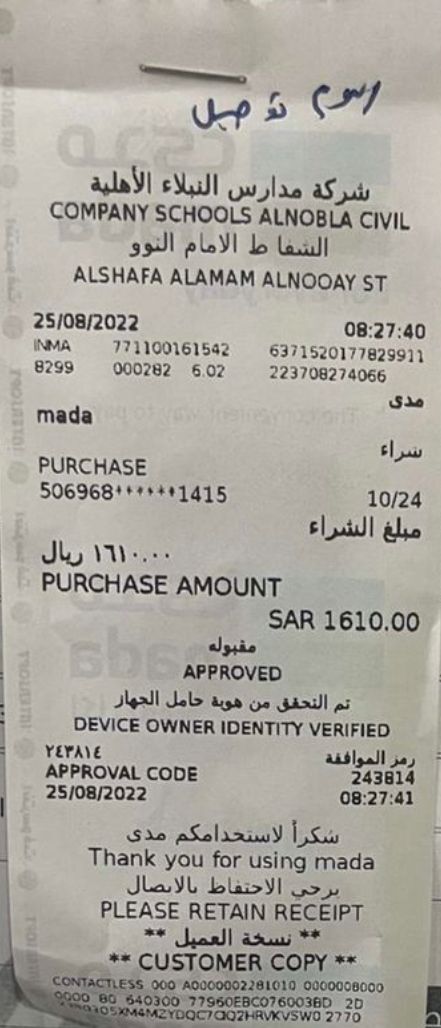 رسوم توصيل
شركة مدارس النبلاء الأهلية
COMPANY SCHOOLS ALNOBLA CIVIL
الشفا ط الامام النوو
ALSHAFA ALAMAM ALNOOAY ST
25/08/2022 08:27:40
INMA 771100161542 6371520177829911
8299 000282 6.02 223708274066
مدى
mada
شراء
PURCHASE
506968******1415 10/24
مبلغ الشراء
١٦١٠.٠٠ ريال
PURCHASE AMOUNT
SAR 1610.00
مقبوله
APPROVED
تم التحقق من هوية حامل الجهاز
DEVICE OWNER IDENTITY VERIFIED
٢٤٣٨١٤ رمز الموافقة
APPROVAL CODE 243814
25/08/2022 08:27:41
شكراً لاستخدامكم مدى
Thank you for using mada
يرجي الاحتفاظ بالايصال
PLEASE RETAIN RECEIPT
** نسخة العميل **
** CUSTOMER COPY **
CONTACTLESS 000 A0000002281010 0000008000
0000 80 640300 77960EBC076003BD 2D
2770